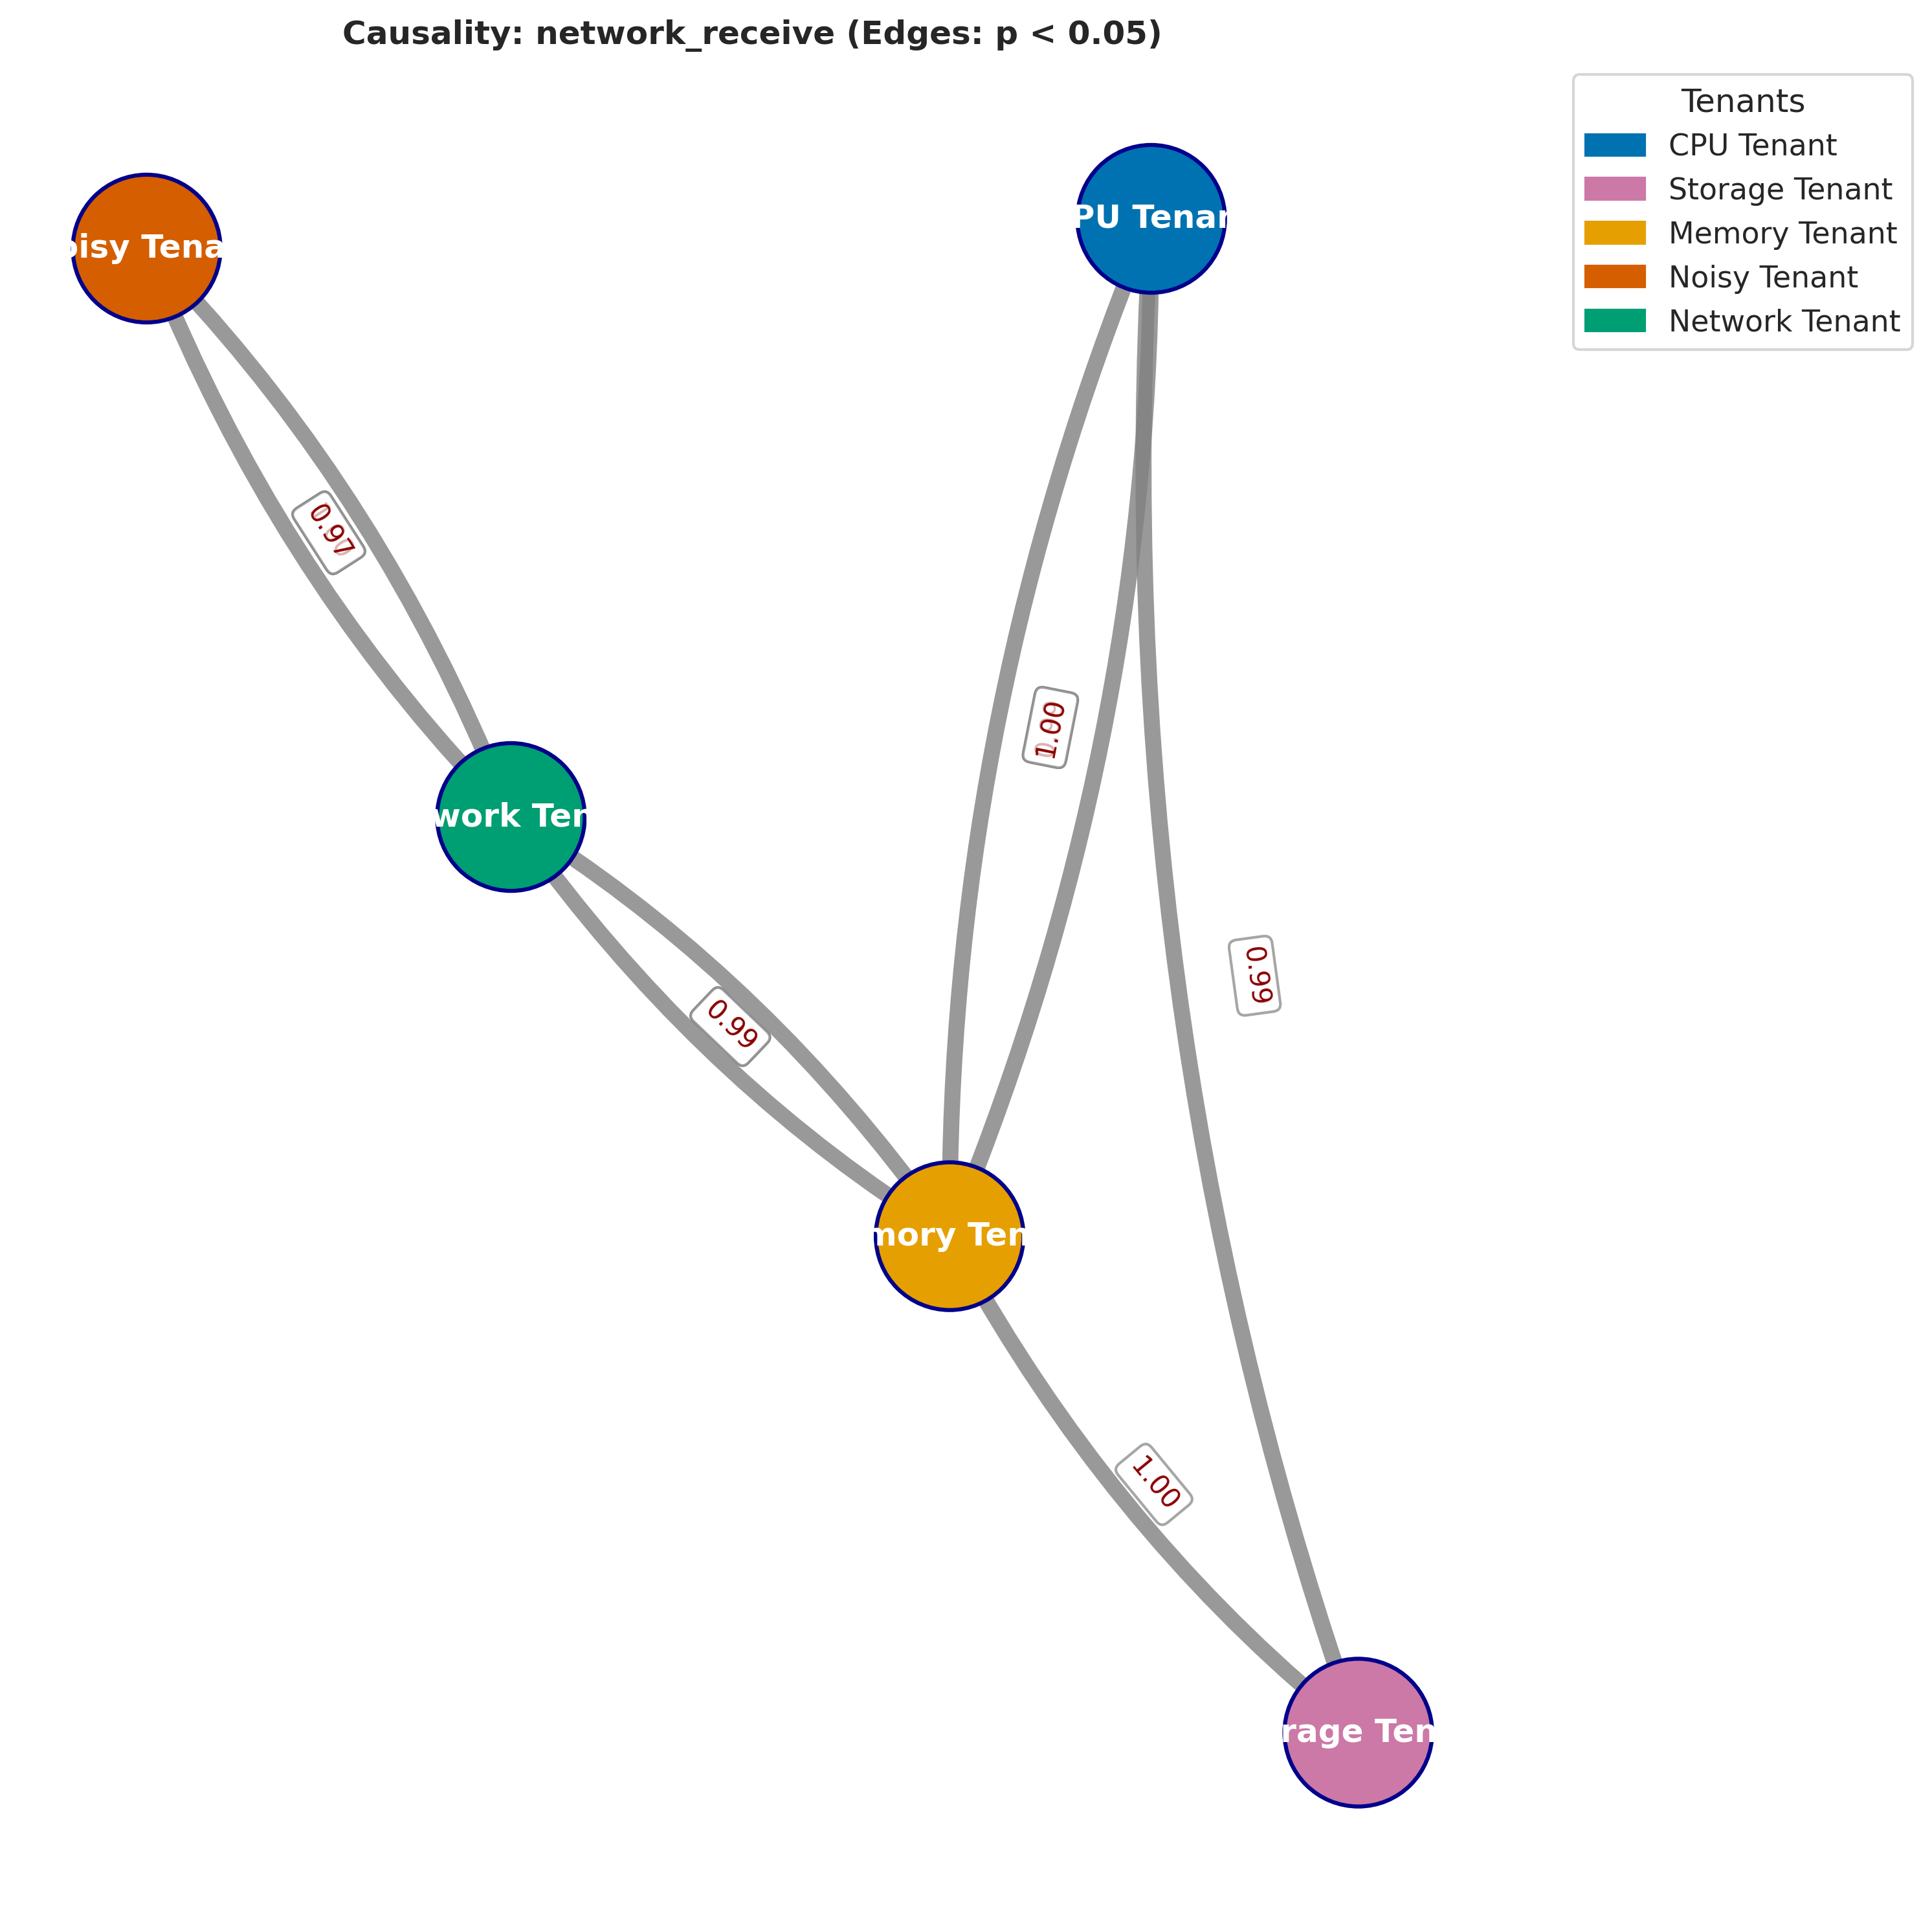 Causality: network_receive (Edges: p < 0.05)
Tenants
CPU Tenant
Storage Tenant
Memory Tenant
Noisy Tenant
Network Tenant
PU Tenan
oisy Tena
0.97
1.00
work Ten
0.99
0.99
mory Ten
1.00
rage Ten